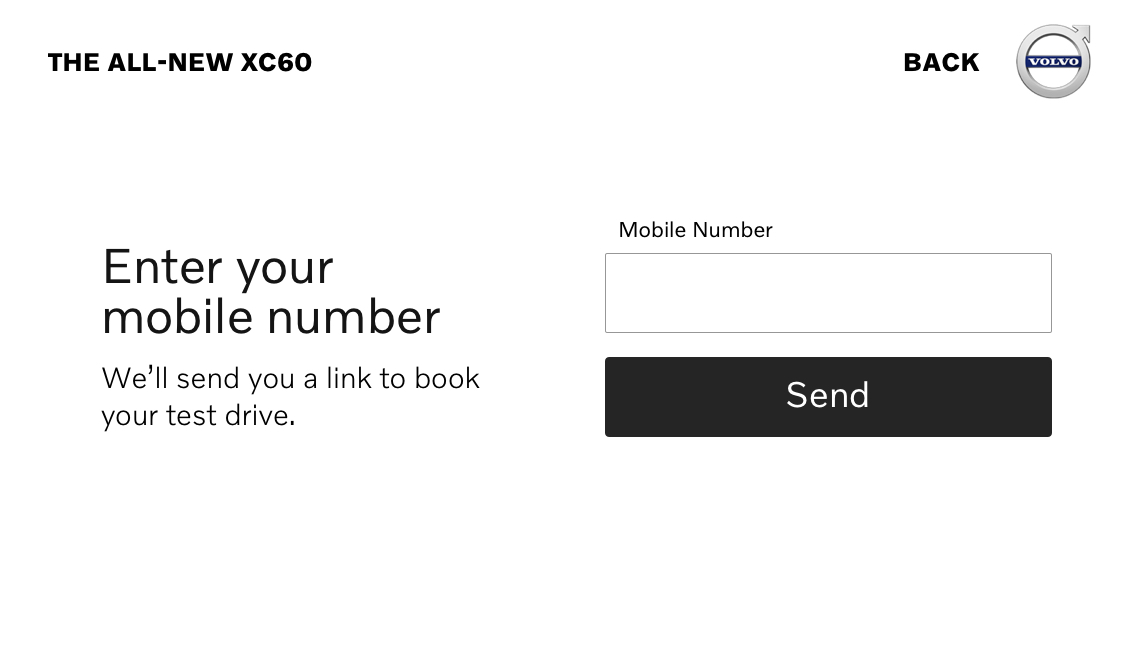 THE ALL-NEW XC60
BACK
VOLVO
Enter your
mobile number
We’ll send you a link to book
your test drive.
Mobile Number
Send